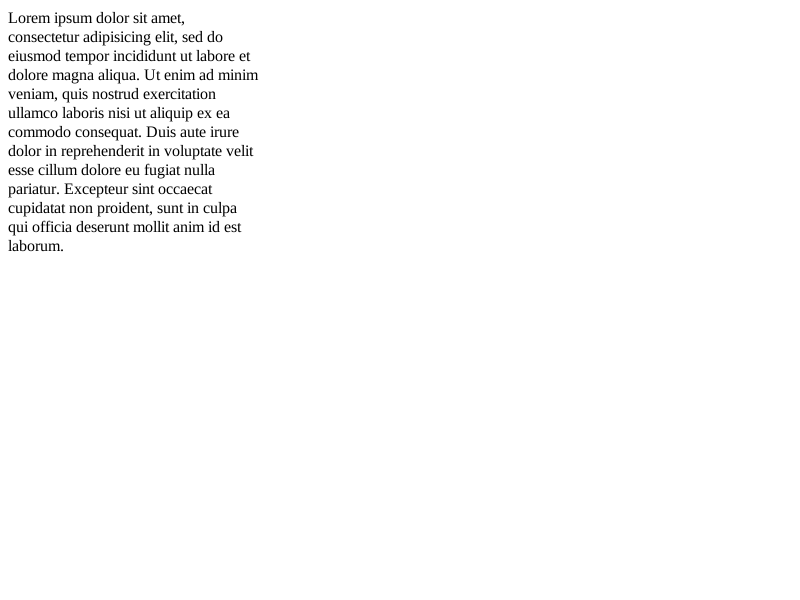 Lorem ipsum dolor sit amet,
consectetur adipisicing elit, sed do
eiusmod tempor incididunt ut labore et
dolore magna aliqua. Ut enim ad minim
veniam, quis nostrud exercitation
ullamco laboris nisi ut aliquip ex ea
commodo consequat. Duis aute irure
dolor in reprehenderit in voluptate velit
esse cillum dolore eu fugiat nulla
pariatur. Excepteur sint occaecat
cupidatat non proident, sunt in culpa
qui officia deserunt mollit anim id est
laborum.